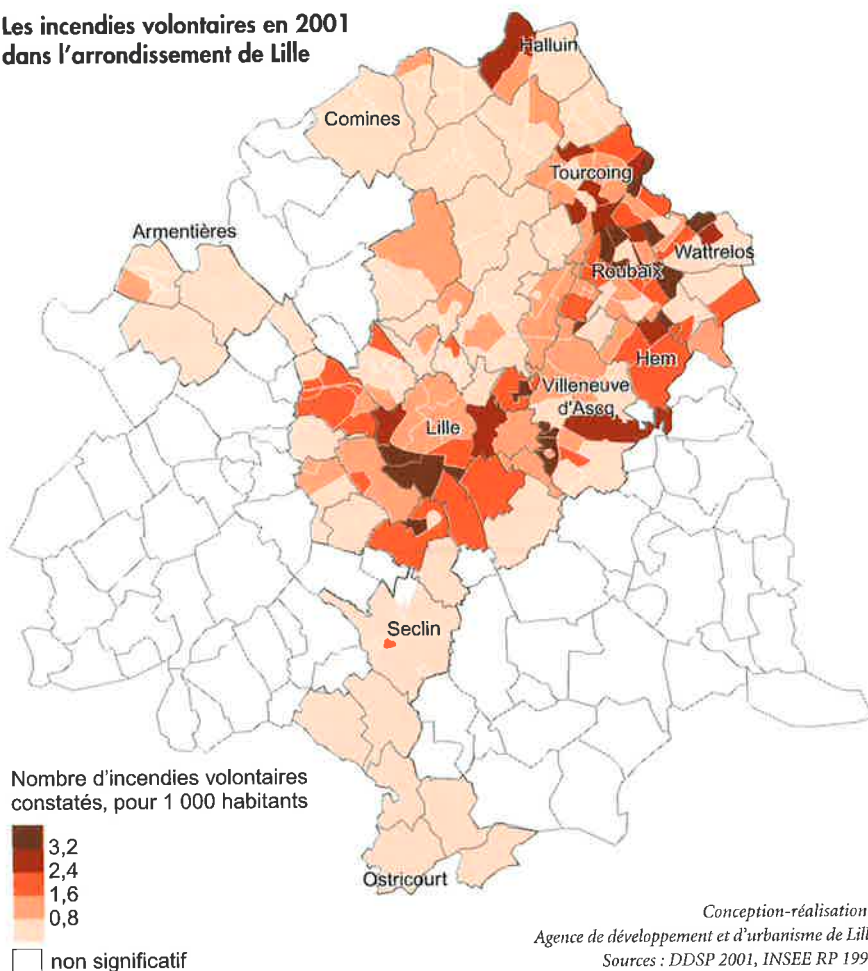 Les incendies volontaires en 2001
dans l'arrondissement de Lille
Halluin
Comines
Tourcoing
Armentières
Wattrelos
Roubaix
Hem
Villeneuve
d'Ascq
Lille
Seclin
Nombre d'incendies volontaires
constatés, pour 1 000 habitants
3,2
2,4
1,6
0,8
non significatif
Ostricourt
Conception-réalisation
Agence de développement et d'urbanisme de Lill
Sources : DDSP 2001, INSEE RP 199